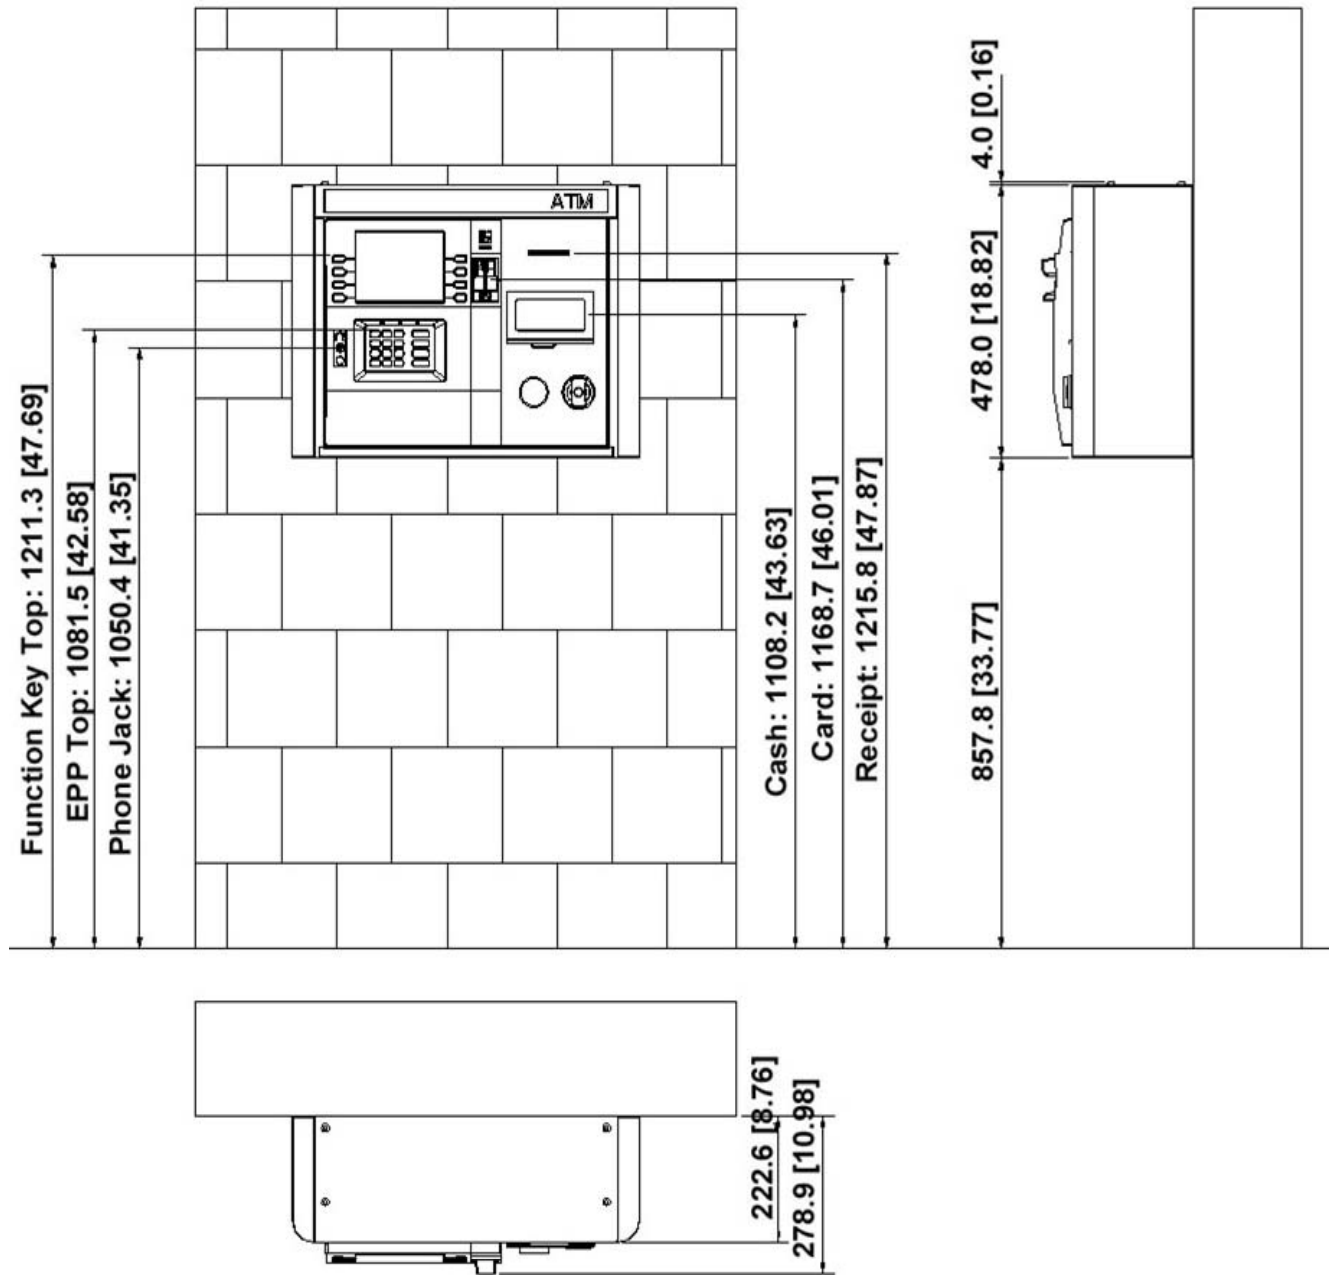 ATM
4.0 [0.16]
478.0 [18.82]
857.8 [33.77]
Function Key Top: 1211.3 [47.69]
EPP Top: 1081.5 [42.58]
Phone Jack: 1050.4 [41.35]
Cash: 1108.2 [43.63]
Card: 1168.7 [46.01]
Receipt: 1215.8 [47.87]
222.6 [8.76]
278.9 [10.98]